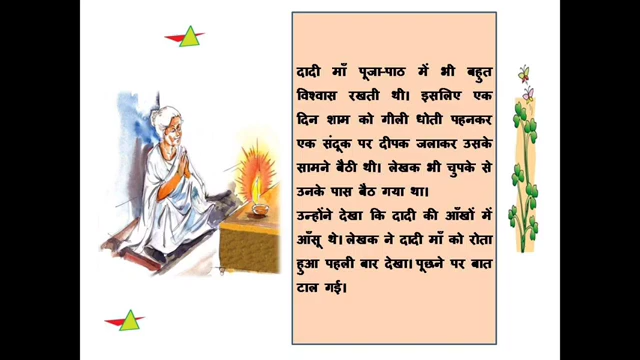 दादी माँ पूजा-पाठ में भी बहुत
विश्वास रखती थी। इसलिए एक
दिन शाम को गीली धोती पहनकर
एक संदूक पर दीपक जलाकर उसके
सामने बैठी थी। लेखक भी चुपके से
उनके पास बैठ गया था।
उन्होंने देखा कि दादी की आँखों में
आँसू थे। लेखक ने दादी माँ को रोता
हुआ पहली बार देखा। पूछने पर बात
टाल गई।